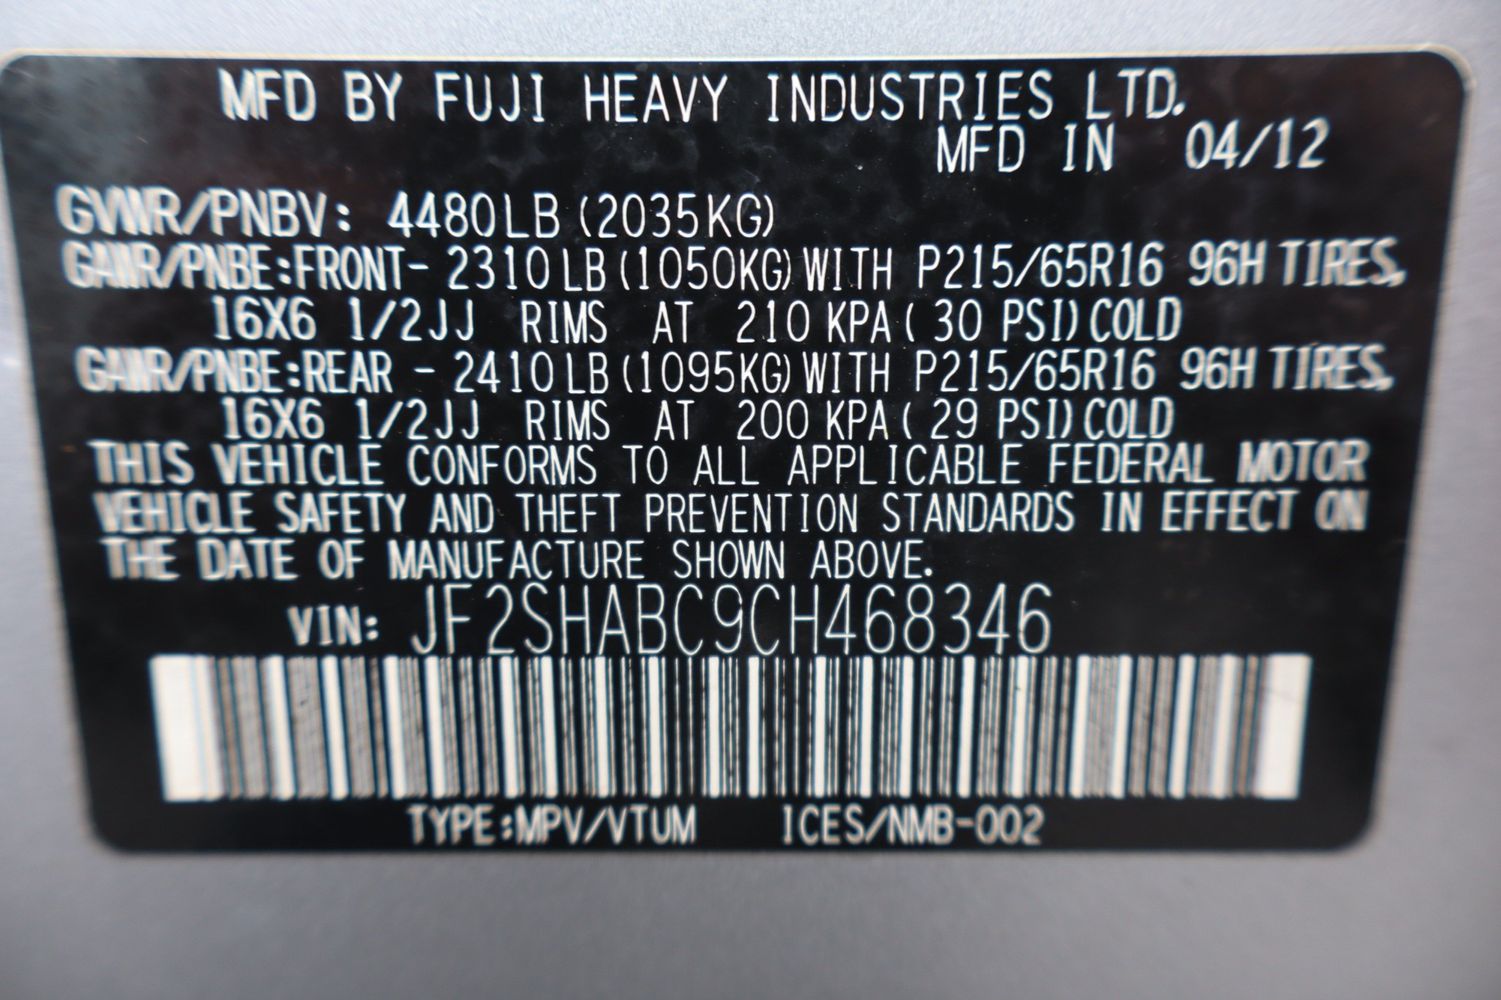 MFD BY FUJI HEAVY INDUSTRIES LTD.
MFD IN 04/12
GVWR/PNBV: 4480LB (2035KG)
GAWR/PNBE:FRONT- 2310LB (1050KG) WITH P215/65R16 96H TIRES,
16X6 1/2JJ RIMS AT 210 KPA ( 30 PSI) COLD
GAWR/PNBE:REAR - 2410LB (1095KG) WITH P215/65R16 96H TIRES,
16X6 1/2JJ RIMS AT 200 KPA ( 29 PSI) COLD
THIS VEHICLE CONFORMS TO ALL APPLICABLE FEDERAL MOTOR
VEHICLE SAFETY AND THEFT PREVENTION STANDARDS IN EFFECT ON
THE DATE OF MANUFACTURE SHOWN ABOVE.
VIN: JF2SHABC9CH468346
TYPE:MPV/VTUM ICES/NMB-002